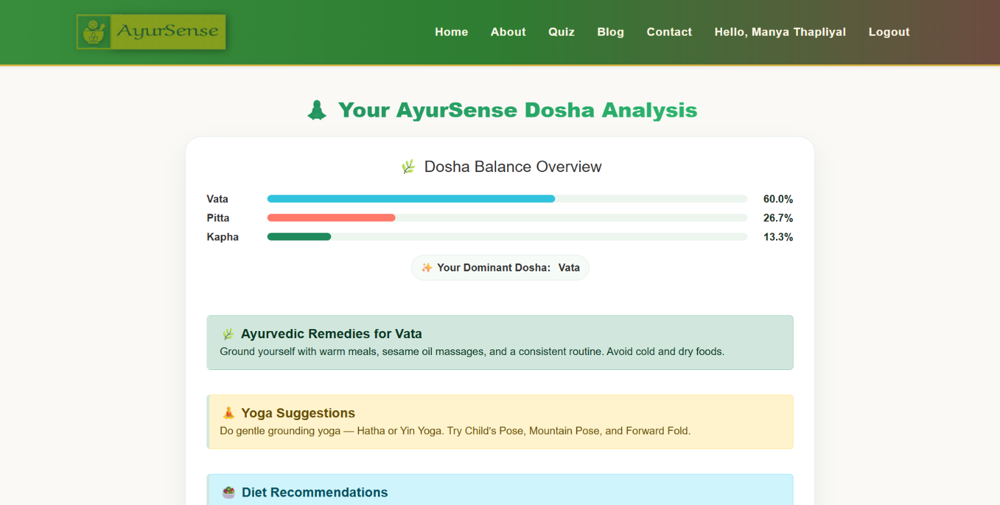 AyurSense
Home About Quiz Blog Contact Hello, Manya Thapliyal Logout
Your AyurSense Dosha Analysis
Dosha Balance Overview
Vata 60.0%
Pitta 26.7%
Kapha 13.3%
Your Dominant Dosha: Vata
Ayurvedic Remedies for Vata
Ground yourself with warm meals, sesame oil massages, and a consistent routine. Avoid cold and dry foods.
Yoga Suggestions
Do gentle grounding yoga — Hatha or Yin Yoga. Try Child's Pose, Mountain Pose, and Forward Fold.
Diet Recommendations